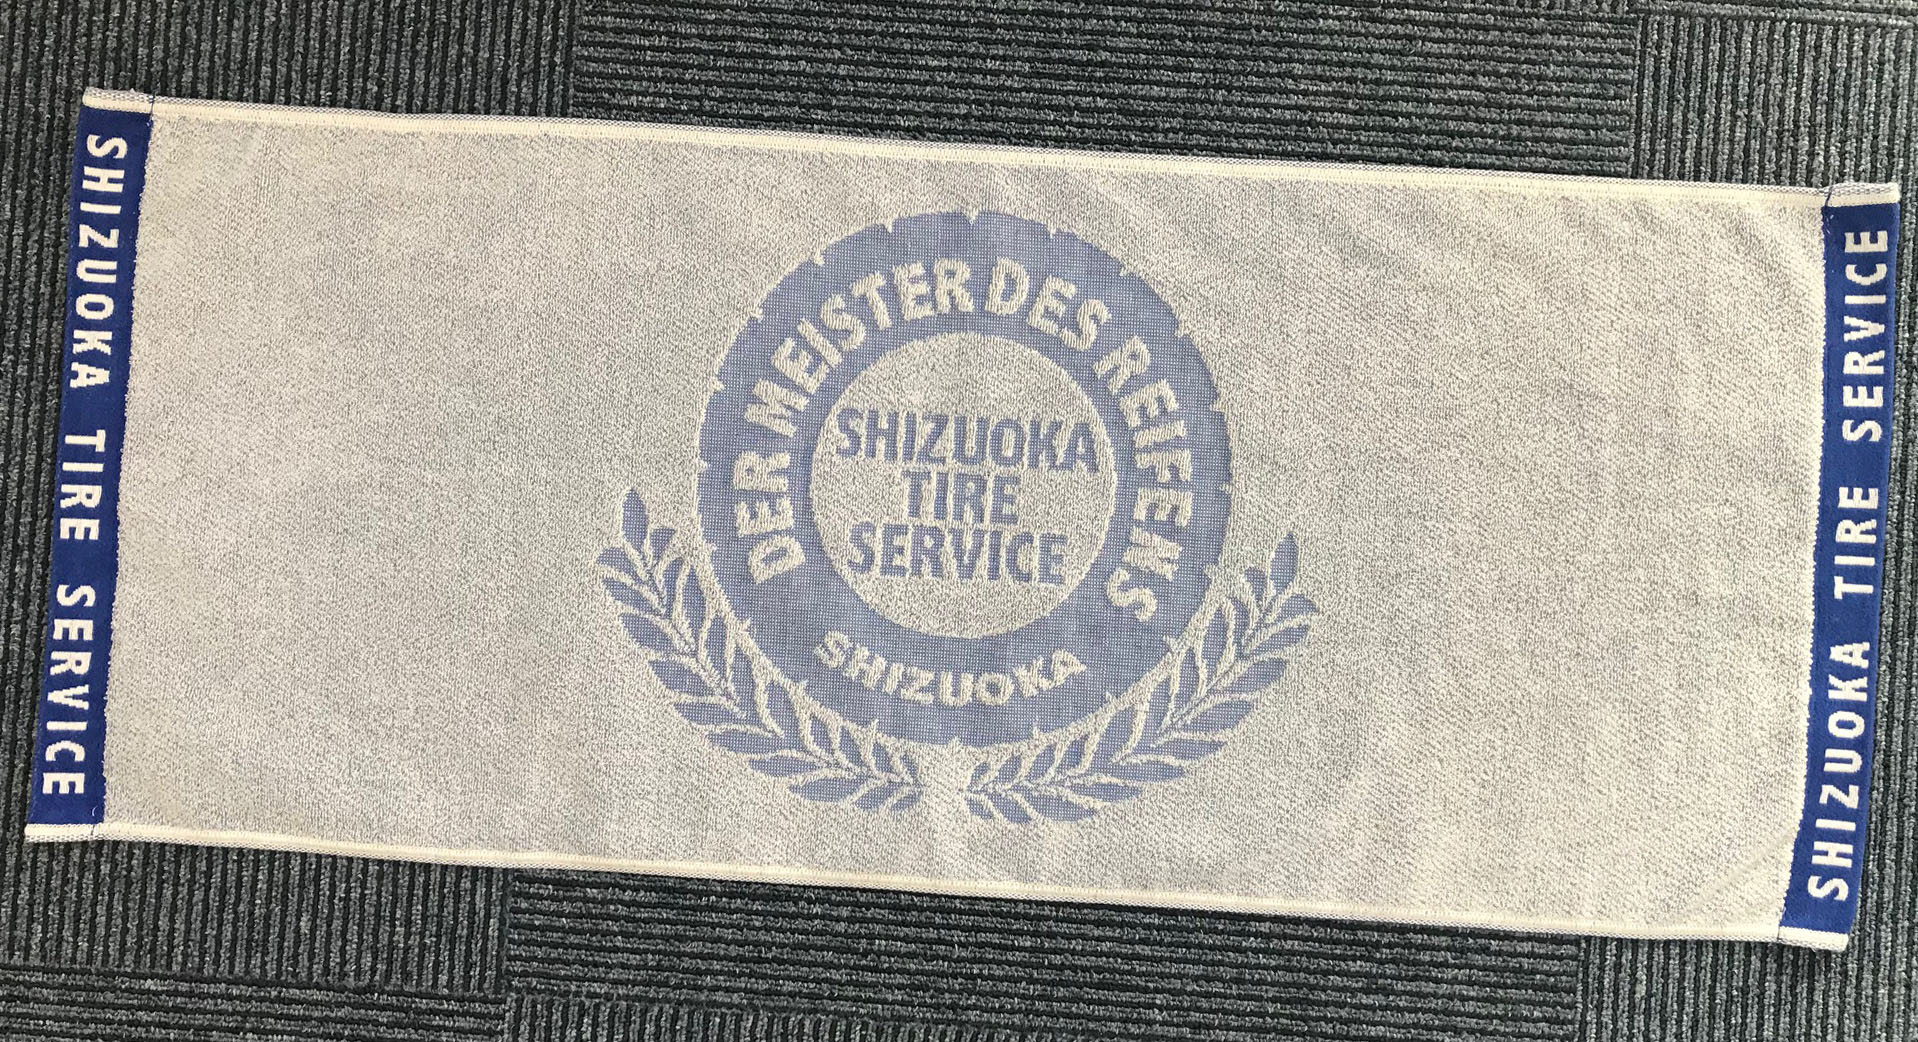 SHIZUOKA TIRE SERVICE
DER MEISTER DES REIFENS
SHIZUOKA
TIRE
SERVICE
SHIZUOKA
SHIZUOKA TIRE SERVICE